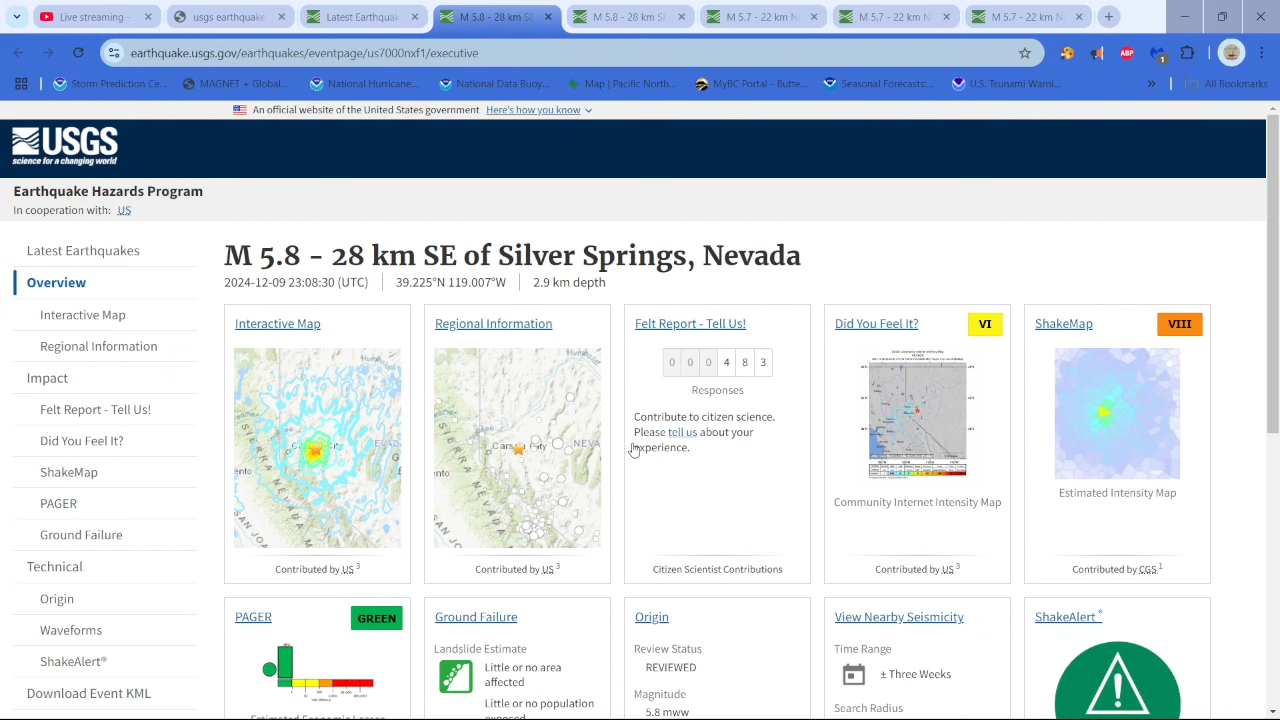 Live streaming -
usgs earthquake
Latest Earthquakes
M 5.8 - 28 km SE
M 5.8 - 28 km SE
M 5.7 - 22 km N
M 5.7 - 22 km N
M 5.7 - 22 km N
earthquake.usgs.gov/earthquakes/eventpage/us7000nxf1/executive
ABP
1
Storm Prediction Ce...
MAGNET + Global...
National Hurricane...
National Data Buoy...
Map | Pacific North...
MyBC Portal - Butte...
Seasonal Forecasts:...
U.S. Tsunami Warni...
All Bookmarks
An official website of the United States government Here's how you know
USGS
science for a changing world
Earthquake Hazards Program
In cooperation with: US
Latest Earthquakes
Overview
Interactive Map
Regional Information
Impact
Felt Report - Tell Us!
Did You Feel It?
ShakeMap
PAGER
Ground Failure
Technical
Origin
Waveforms
ShakeAlert®
Download Event KML
M 5.8 - 28 km SE of Silver Springs, Nevada
2024-12-09 23:08:30 (UTC)
39.225°N 119.007°W
2.9 km depth
Interactive Map
Contributed by US 3
Regional Information
Contributed by US 3
Felt Report - Tell Us!
0 0 0 4 8 3
Responses
Contribute to citizen science.
Please tell us about your
experience.
Citizen Scientist Contributions
Did You Feel It?
VI
Community Internet Intensity Map
Contributed by US 3
ShakeMap
VIII
Estimated Intensity Map
Contributed by CGS 1
PAGER
GREEN
Ground Failure
Landslide Estimate
Little or no area
affected
Little or no population
Origin
Review Status
REVIEWED
Magnitude
5.8 mww
View Nearby Seismicity
Time Range
± Three Weeks
Search Radius
ShakeAlert ®